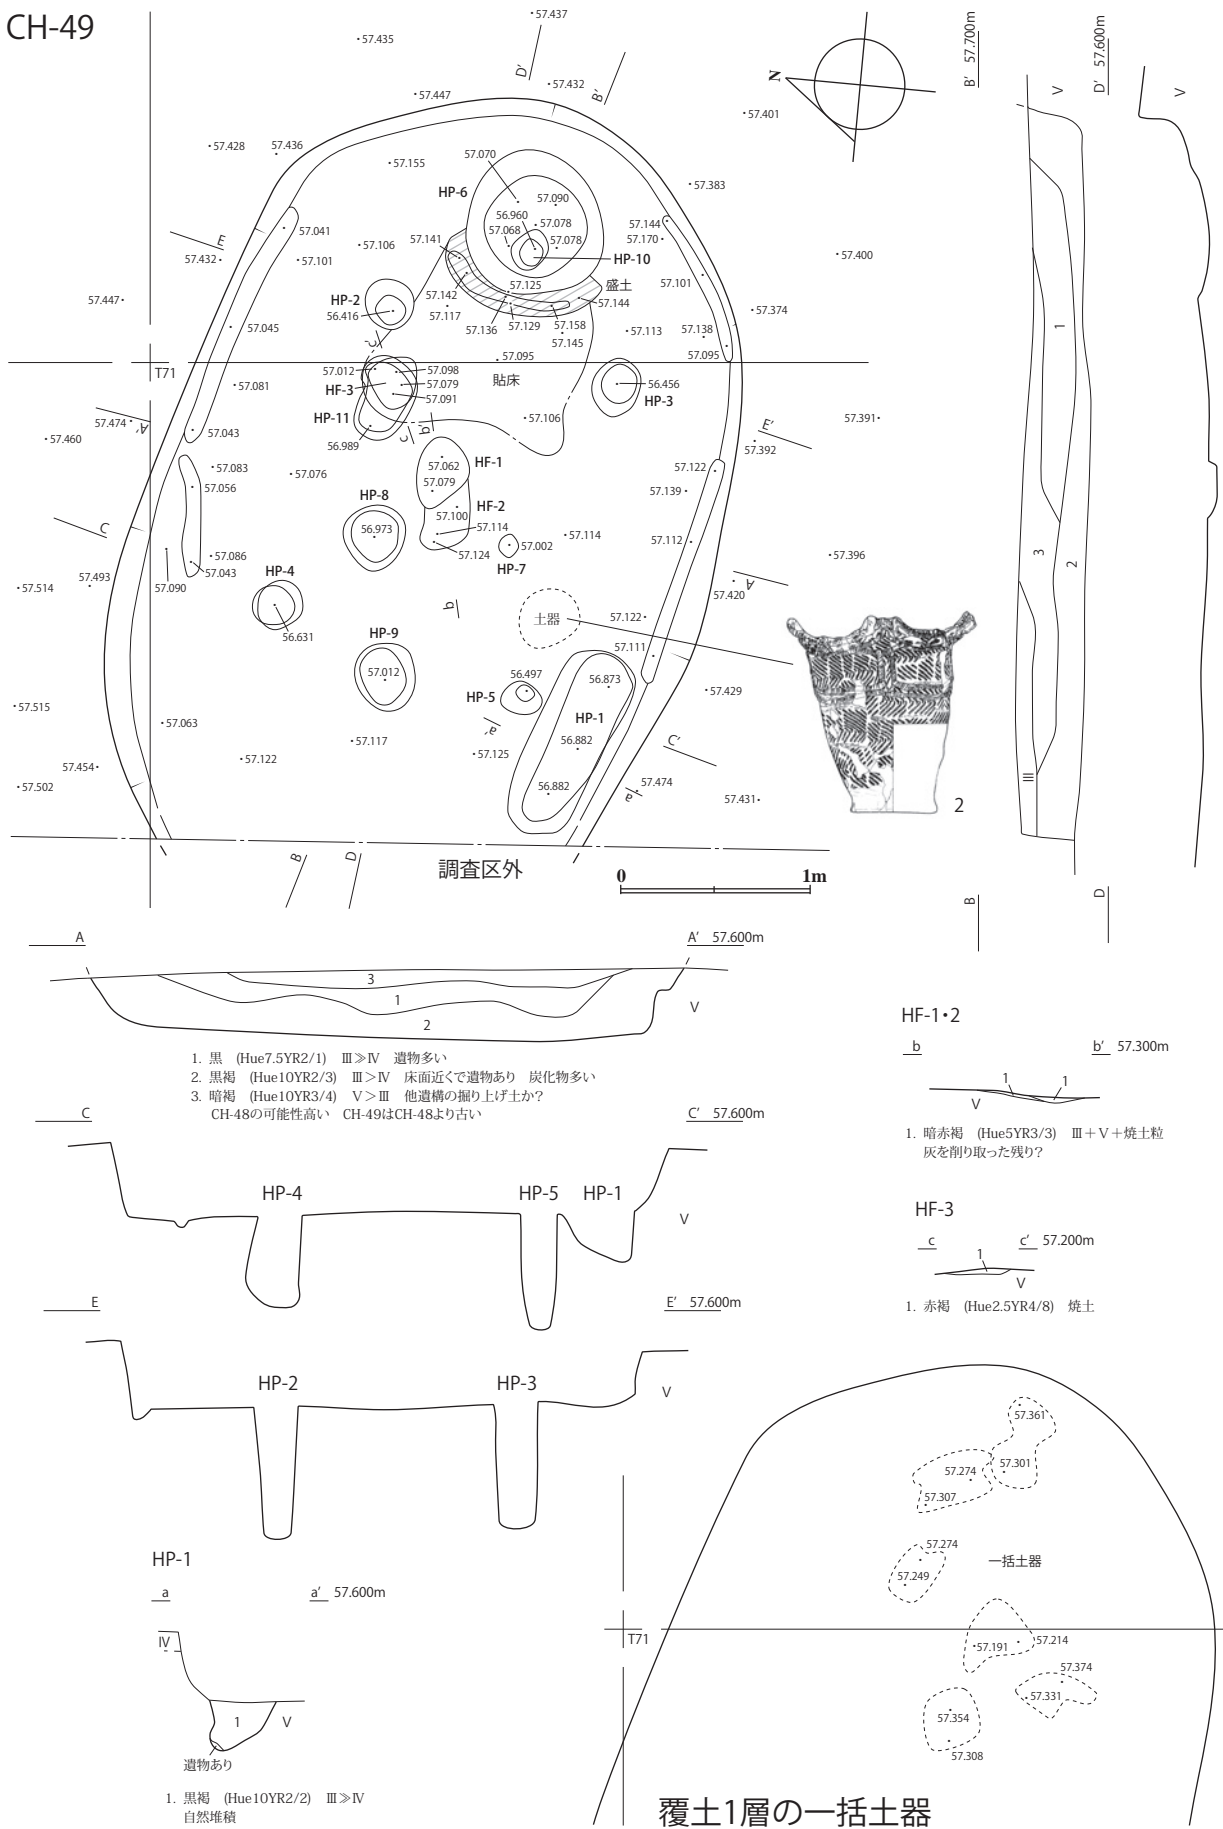 CH-49
57.437
57.435
D'
B'
57.432
57.447
57.401
N
B' 57.700m
D' 57.600m
V
V
57.428
57.436
57.155
57.070
HP-6
57.090
57.383
56.960
57.078
57.068
57.078
57.144
57.170
E
57.432
57.041
57.101
57.106
57.141
HP-10
57.400
57.101
盛土
57.125
57.142
57.144
57.447
HP-2
56.416
57.117
57.136
57.129
57.158
57.145
57.113
57.138
57.374
57.045
c'
57.095
57.095
T71
57.012
57.098
57.079
57.091
HF-3
貼床
56.456
HP-3
57.081
HP-11
56.989
c
b'
57.106
57.391
57.474
A'
57.460
57.043
E'
57.392
57.083
57.056
57.076
57.062
HF-1
57.079
57.122
57.139
HP-8
HF-2
57.100
56.973
57.114
57.124
57.002
HP-7
57.114
57.112
57.396
C
57.086
57.043
57.090
HP-4
57.493
57.514
56.631
A
57.420
b
土器
57.122
57.111
HP-9
57.012
56.497
HP-5
56.873
57.429
57.515
57.063
a'
HP-1
56.882
57.117
57.125
57.122
C'
57.454
57.502
56.882
a
57.474
57.431
2
1
3
2
Ⅲ
B
D
調査区外
0
1m
B
D
A
A' 57.600m
3
1
2
V
1. 黒 (Hue7.5YR2/1) Ⅲ≫Ⅳ 遺物多い
2. 黒褐 (Hue10YR2/3) Ⅲ>Ⅳ 床面近くで遺物あり 炭化物多い
3. 暗褐 (Hue10YR3/4) Ⅴ>Ⅲ 他遺構の掘り上げ土か?
CH-48の可能性高い CH-49はCH-48より古い
C
C' 57.600m
HP-4
HP-5
HP-1
V
E
E' 57.600m
HP-2
HP-3
V
HF-1・2
b
b' 57.300m
1
1
V
1. 暗赤褐 (Hue5YR3/3) Ⅲ+Ⅴ+焼土粒
灰を削り取った残り?
HF-3
c
c' 57.200m
1
V
1. 赤褐 (Hue2.5YR4/8) 焼土
HP-1
a
a' 57.600m
Ⅳ
1
V
遺物あり
1. 黒褐 (Hue10YR2/2) Ⅲ≫Ⅳ
自然堆積
57.361
57.301
57.274
57.307
57.274
57.249
一括土器
T71
57.191
57.214
57.374
57.331
57.354
57.308
覆土1層の一括土器